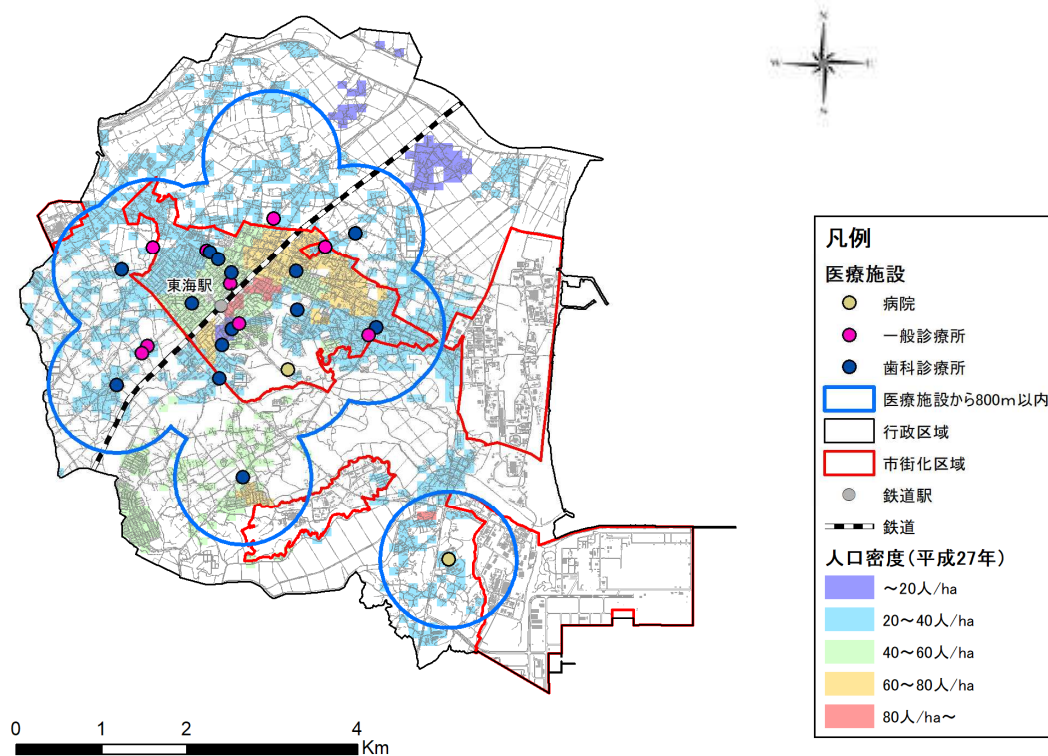 N
W
E
S
東海駅
凡例
医療施設
病院
一般診療所
歯科診療所
医療施設から800m以内
行政区域
市街化区域
鉄道駅
鉄道
人口密度(平成27年)
～20人/ha
20～40人/ha
40～60人/ha
60～80人/ha
80人/ha～
0 1 2 4
Km